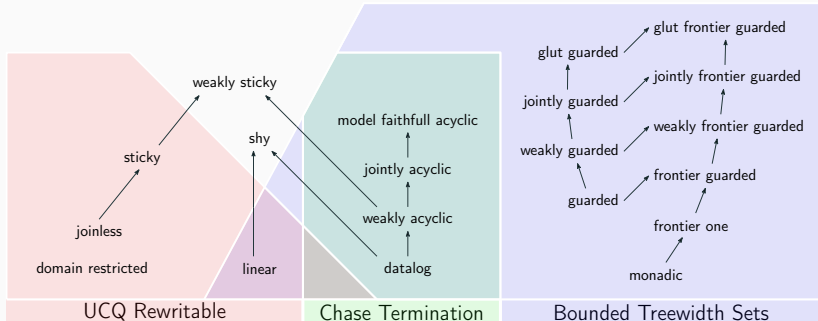 glut frontier guarded
glut guarded
weakly sticky
jointly frontier guarded
jointly guarded
model faithfull acyclic
weakly frontier guarded
shy
weakly guarded
sticky
jointly acyclic
frontier guarded
guarded
weakly acyclic
frontier one
joinless
domain restricted
linear
datalog
monadic
UCQ Rewritable
Chase Termination
Bounded Treewidth Sets